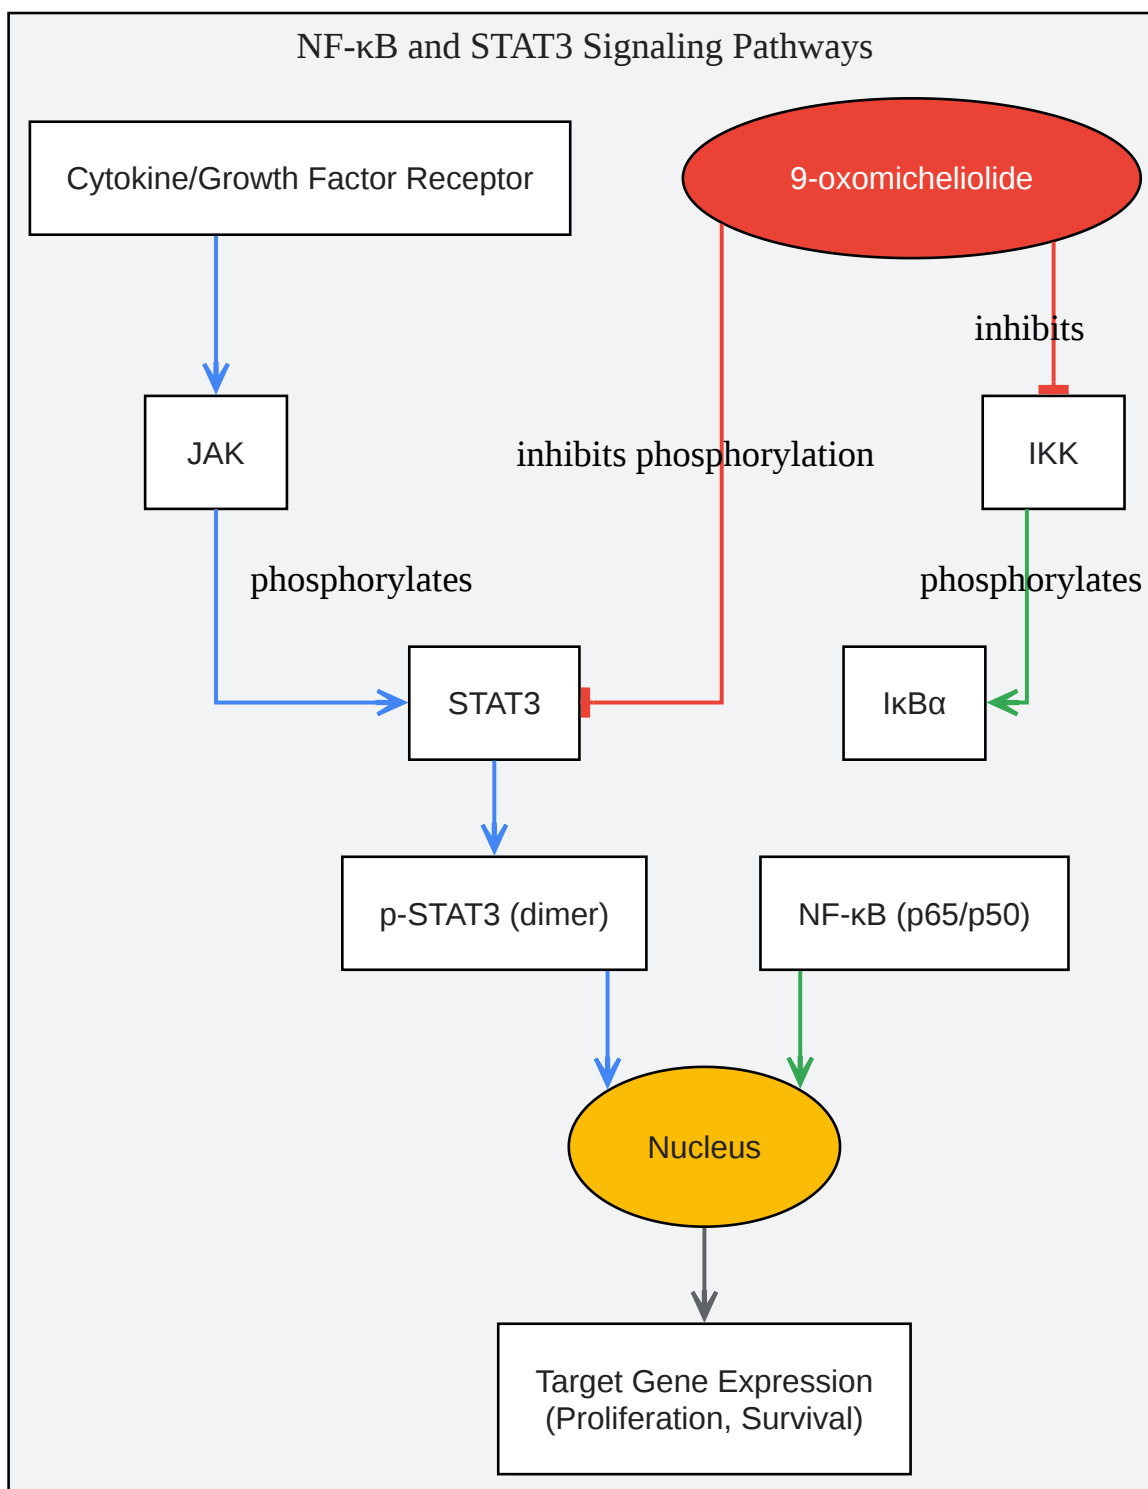 NF-κB and STAT3 Signaling Pathways
Cytokine/Growth Factor Receptor
9-oxomicheliolide
inhibits
JAK
inhibits phosphorylation
IKK
phosphorylates
phosphorylates
STAT3
IκBα
p-STAT3 (dimer)
NF-κB (p65/p50)
Nucleus
Target Gene Expression
(Proliferation, Survival)